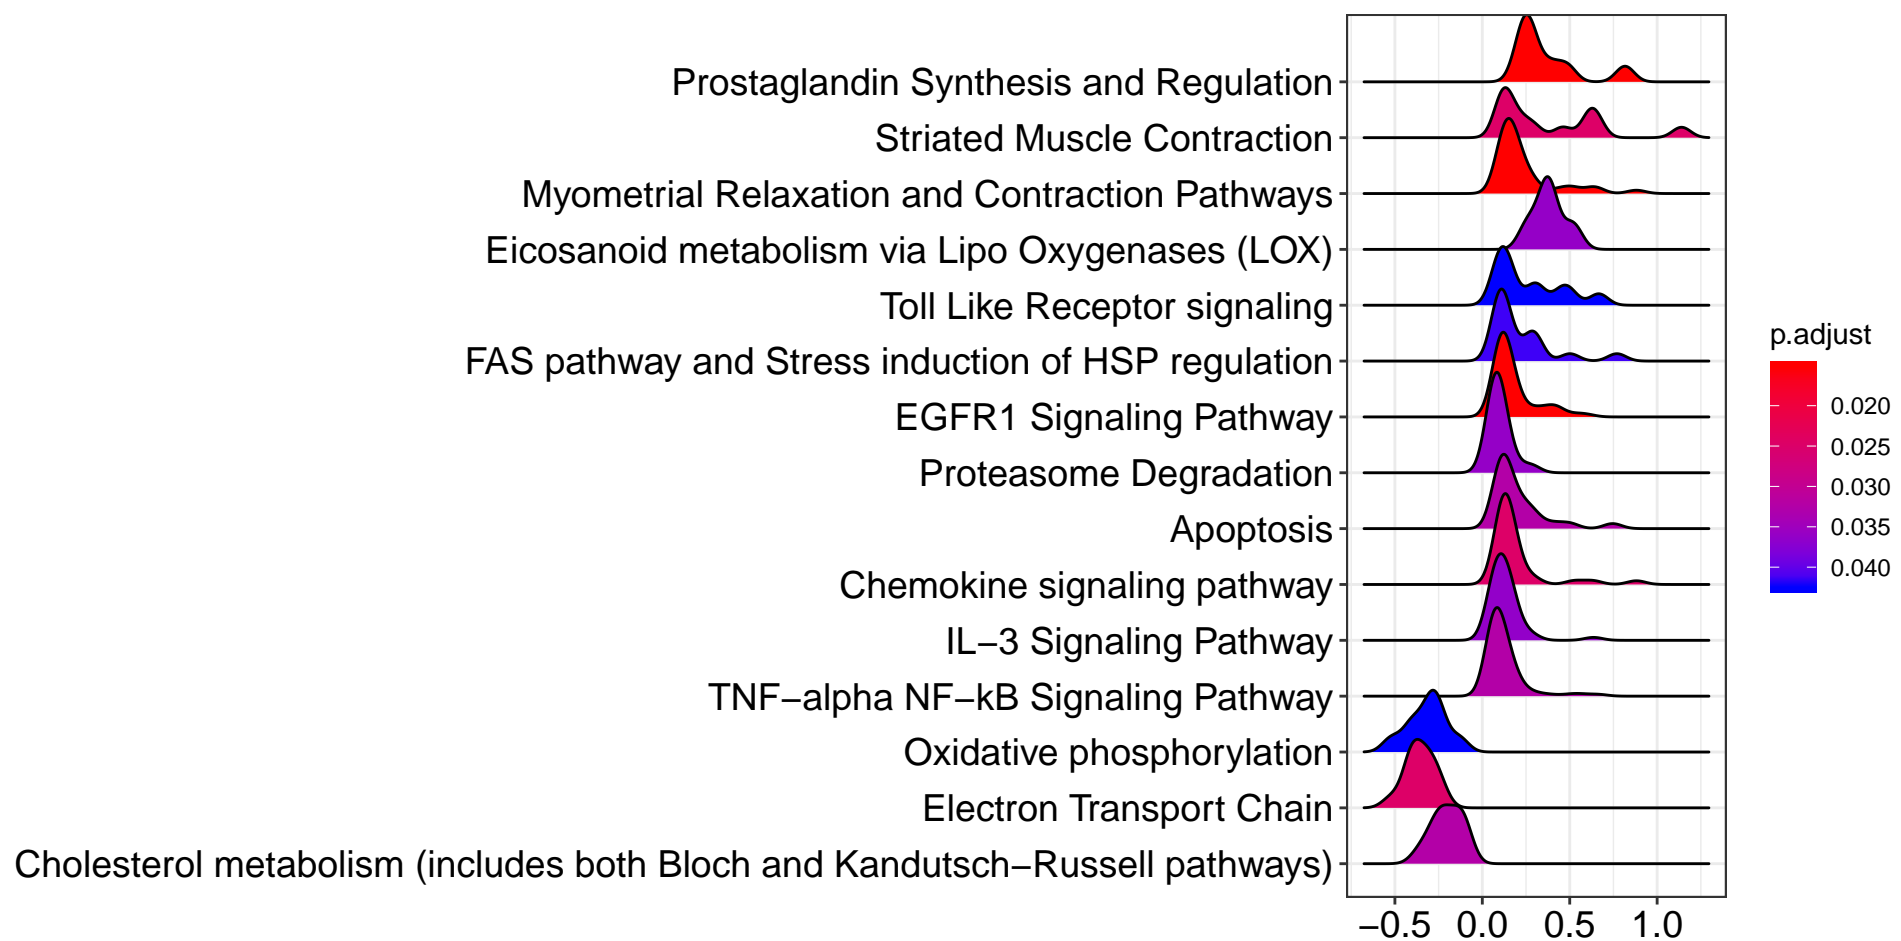 Prostaglandin Synthesis and Regulation
Striated Muscle Contraction
Myometrial Relaxation and Contraction Pathways
Eicosanoid metabolism via Lipo Oxygenases (LOX)
Toll Like Receptor signaling
FAS pathway and Stress induction of HSP regulation
EGFR1 Signaling Pathway
Proteasome Degradation
Apoptosis
Chemokine signaling pathway
IL−3 Signaling Pathway
TNF−alpha NF−kB Signaling Pathway
Oxidative phosphorylation
Electron Transport Chain
Cholesterol metabolism (includes both Bloch and Kandutsch−Russell pathways)
−0.5 0.0 0.5 1.0
p.adjust
0.020
0.025
0.030
0.035
0.040